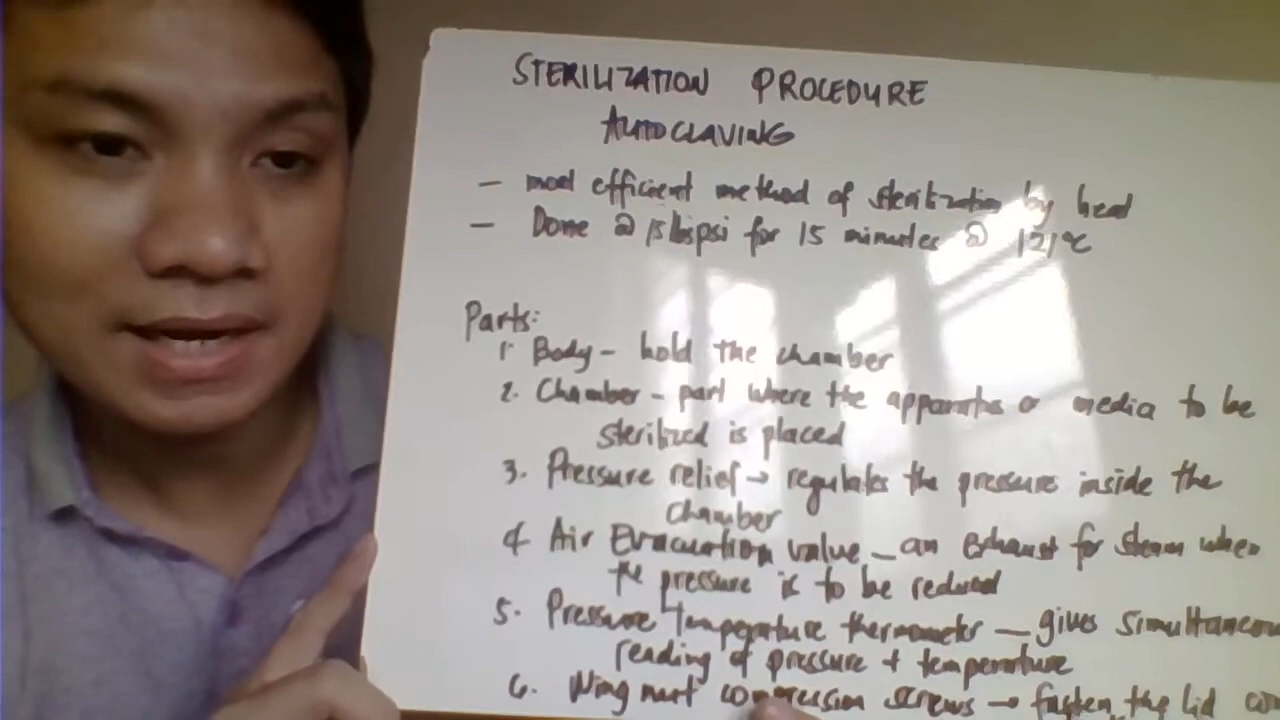 STERILIZATION PROCEDURE
AUTOCLAVING
- most efficient method of sterilization by heat
- Done @ 15 lbspsi for 15 minutes @ 121°C
Parts:
1. Body - hold the chamber
2. Chamber - part where the apparatus or media to be
sterilized is placed
3. Pressure relief → regulates the pressure inside the
chamber
4 Air Evacuation valve - an Exhaust for steam when
the pressure is to be reduced
5. Pressure temperature thermometer - gives simultaneou
reading of pressure + temperature
6. Wing nut compression screws → fasten the lid